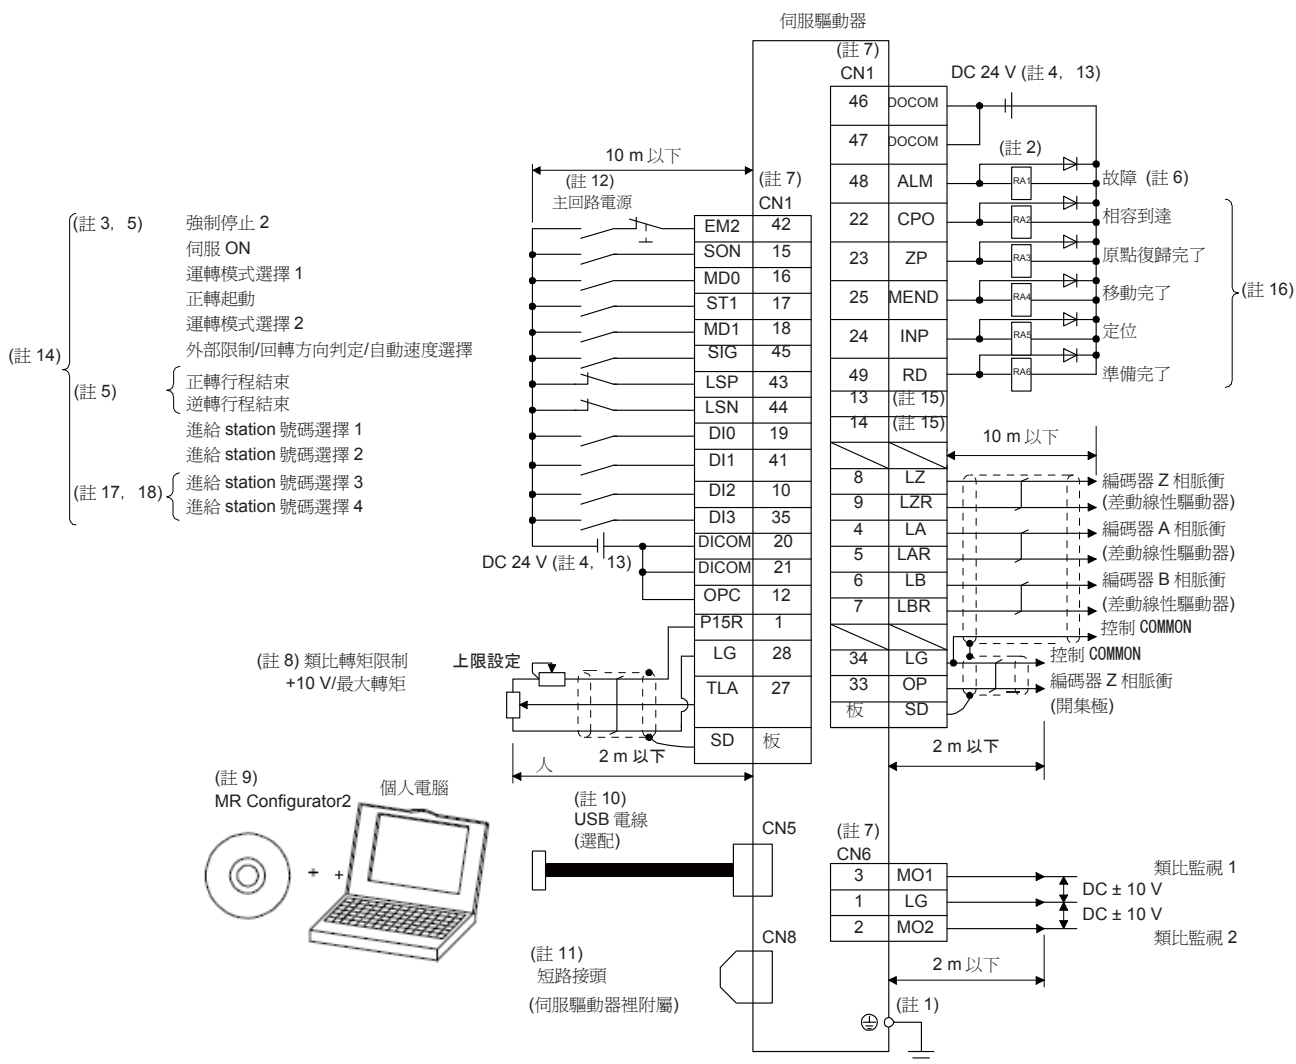 伺服驅動器
(註 7)
CN1
DC 24 V (註 4， 13)
46 DOCOM
47 DOCOM
(註 2)
48 ALM RA1 故障 (註 6)
22 CPO RA2 相容到達
23 ZP RA3 原點復歸完了
25 MEND RA4 移動完了
24 INP RA5 定位
49 RD RA6 準備完了
(註 16)
13 (註 15)
14 (註 15)
10 m 以下
8 LZ 編碼器 Z 相脈衝
9 LZR (差動線性驅動器)
4 LA 編碼器 A 相脈衝
5 LAR (差動線性驅動器)
6 LB 編碼器 B 相脈衝
7 LBR (差動線性驅動器)
控制 COMMON
34 LG 控制 COMMON
33 OP 編碼器 Z 相脈衝
(開集極)
板 SD
2 m 以下
10 m 以下
(註 12)
主回路電源
(註 7)
CN1
(註 14)
(註 3， 5) 強制停止 2 EM2 42
伺服 ON SON 15
運轉模式選擇 1 MD0 16
正轉起動 ST1 17
運轉模式選擇 2 MD1 18
外部限制/回轉方向判定/自動速度選擇 SIG 45
(註 5)
正轉行程結束 LSP 43
逆轉行程結束 LSN 44
進給 station 號碼選擇 1 DI0 19
進給 station 號碼選擇 2 DI1 41
(註 17， 18)
進給 station 號碼選擇 3 DI2 10
進給 station 號碼選擇 4 DI3 35
DC 24 V (註 4， 13)
DICOM 20
DICOM 21
OPC 12
P15R 1
(註 8) 類比轉矩限制
+10 V/最大轉矩
上限設定
LG 28
TLA 27
SD 板
2 m 以下
人
(註 9)
MR Configurator2
個人電腦
+ +
(註 10)
USB 電線
(選配)
CN5
(註 11)
短路接頭
(伺服驅動器裡附屬)
CN8
(註 7)
CN6
3 MO1 類比監視 1
DC ± 10 V
1 LG
DC ± 10 V
2 MO2 類比監視 2
2 m 以下
(註 1)